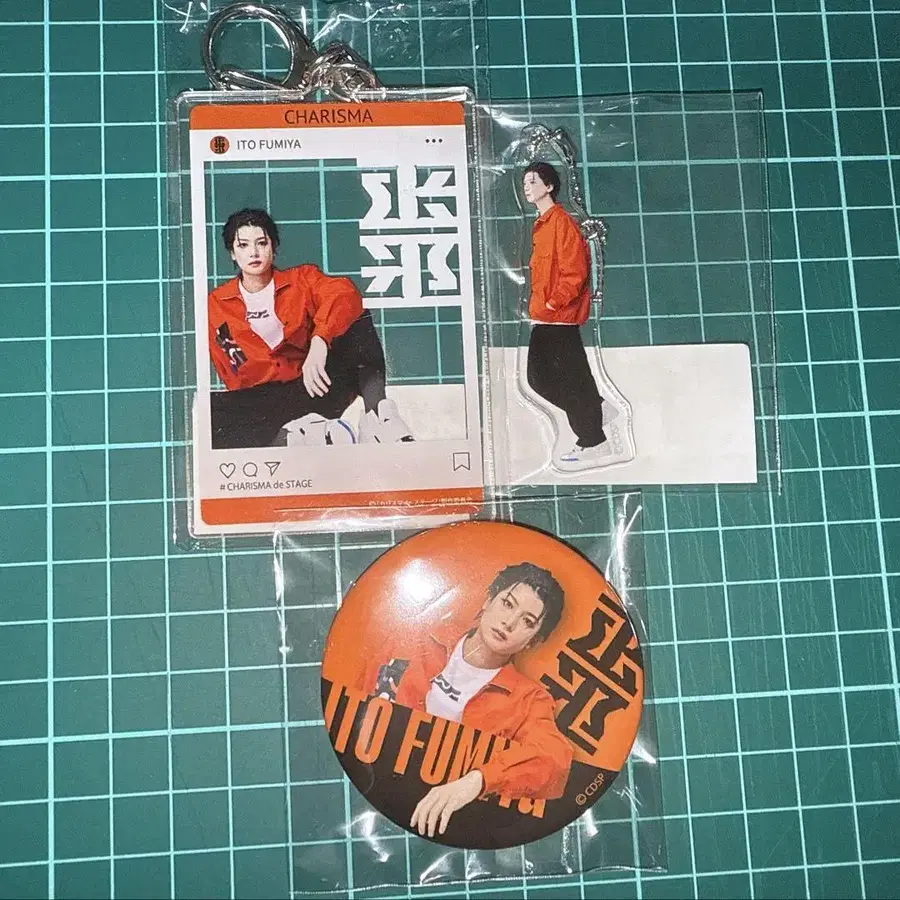 CHARISMA
ITO FUMIYA
# CHARISMA de STAGE
ITO FUMIYA
© CDSP